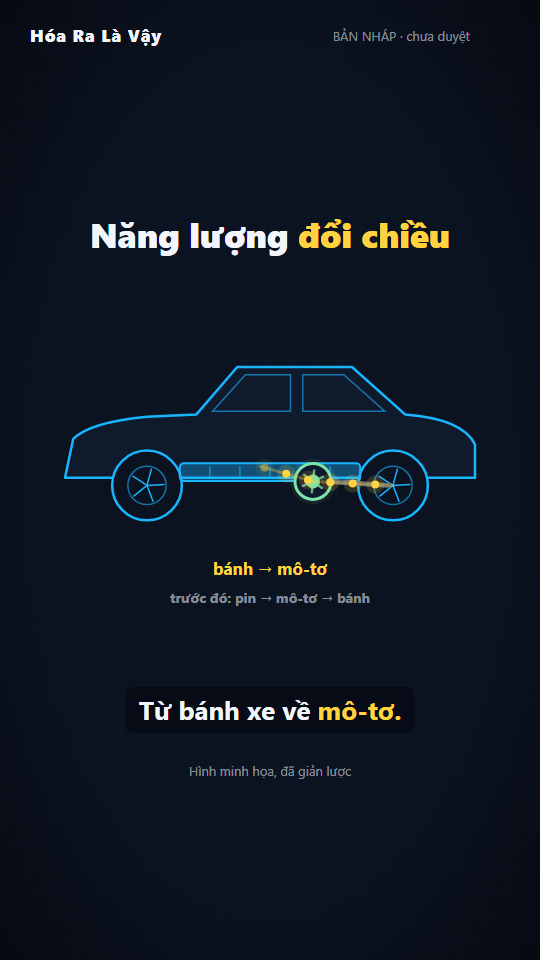 Hóa Ra Là Vậy
BẢN NHÁP · chưa duyệt
Năng lượng đổi chiều
bánh → mô-tơ
trước đó: pin → mô-tơ → bánh
Từ bánh xe về mô-tơ.
Hình minh họa, đã giản lược